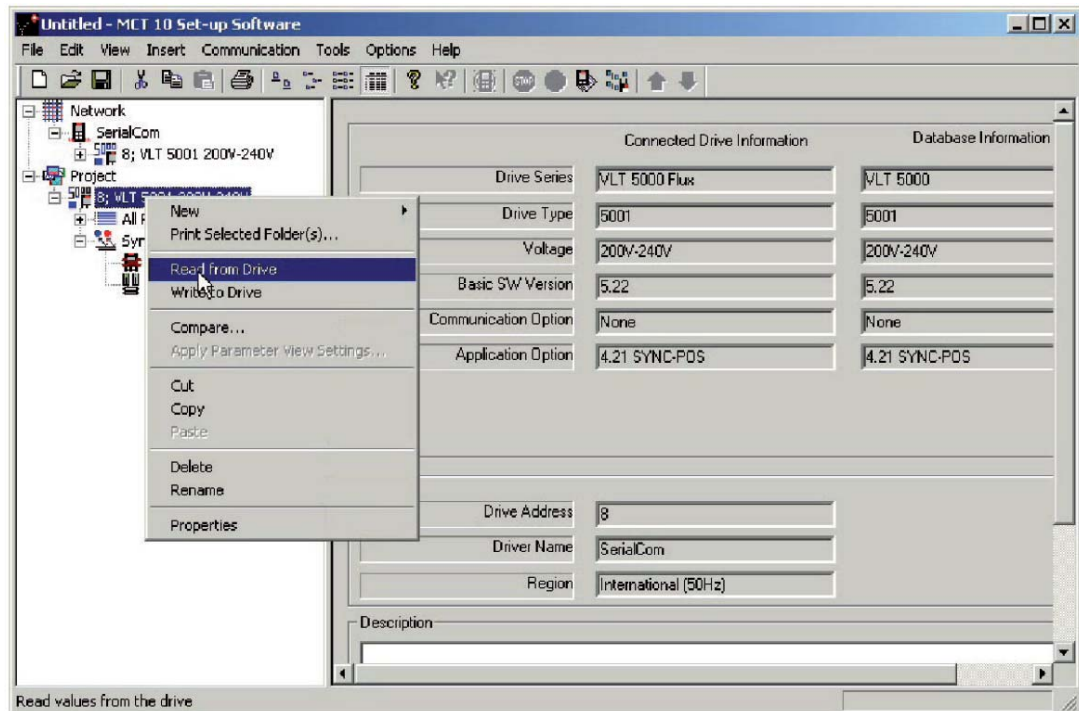 Untitled - MCT 10 Set-up Software
File Edit View Insert Communication Tools Options Help
STOP
Network
SerialCom
5000 8; VLT 5001 200V-240V
Project
5000 8; VLT
All
Syn
New
Print Selected Folder(s)...
Read from Drive
Write to Drive
Compare...
Apply Parameter View Settings...
Cut
Copy
Paste
Delete
Rename
Properties
Connected Drive Information Database Information
Drive Series VLT 5000 Flux VLT 5000
Drive Type 5001 5001
Voltage 200V-240V 200V-240V
Basic SW Version 5.22 5.22
Communication Option None None
Application Option 4.21 SYNC-POS 4.21 SYNC-POS
Drive Address 8
Driver Name SerialCom
Region International (50Hz)
Description
Read values from the drive